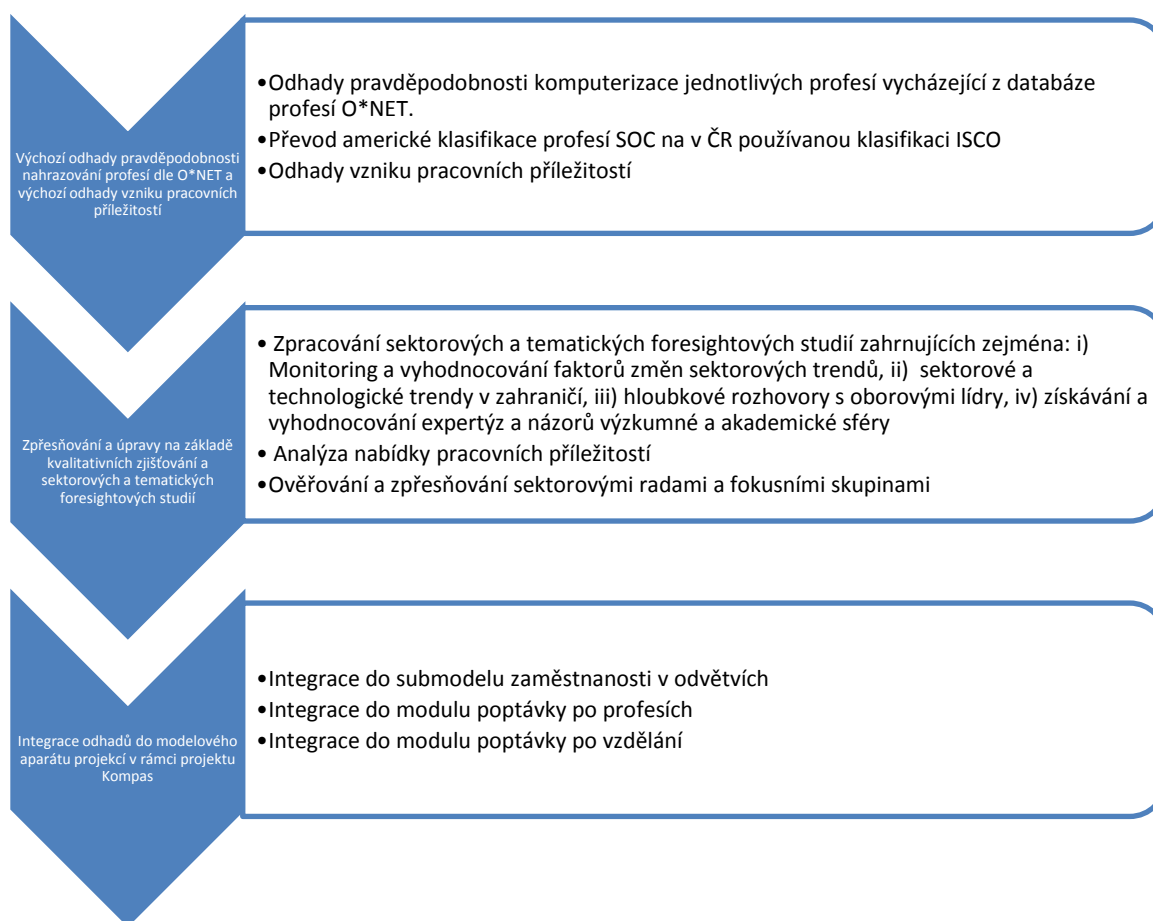 Výchozí odhady pravděpodobnosti
nahrazování profesí dle O*NET a
výchozí odhady vzniku pracovních
příležitostí
•Odhady pravděpodobnosti komputerizace jednotlivých profesí vycházející z databáze
profesí O*NET.
•Převod americké klasifikace profesí SOC na v ČR používanou klasifikaci ISCO
•Odhady vzniku pracovních příležitostí
Zpřesňování a úpravy na základě
kvalitativních zjišťování a
sektorových a tematických
foresightových studií
• Zpracování sektorových a tematických foresightových studií zahrnujících zejména: i)
Monitoring a vyhodnocování faktorů změn sektorových trendů, ii) sektorové a
technologické trendy v zahraničí, iii) hloubkové rozhovory s oborovými lídry, iv) získávání a
vyhodnocování expertýz a názorů výzkumné a akademické sféry
• Analýza nabídky pracovních příležitostí
•Ověřování a zpřesňování sektorovými radami a fokusními skupinami
Integrace odhadů do modelového
aparátu projekcí v rámci projektu
Kompas
•Integrace do submodelu zaměstnanosti v odvětvích
•Integrace do modulu poptávky po profesích
•Integrace do modulu poptávky po vzdělání